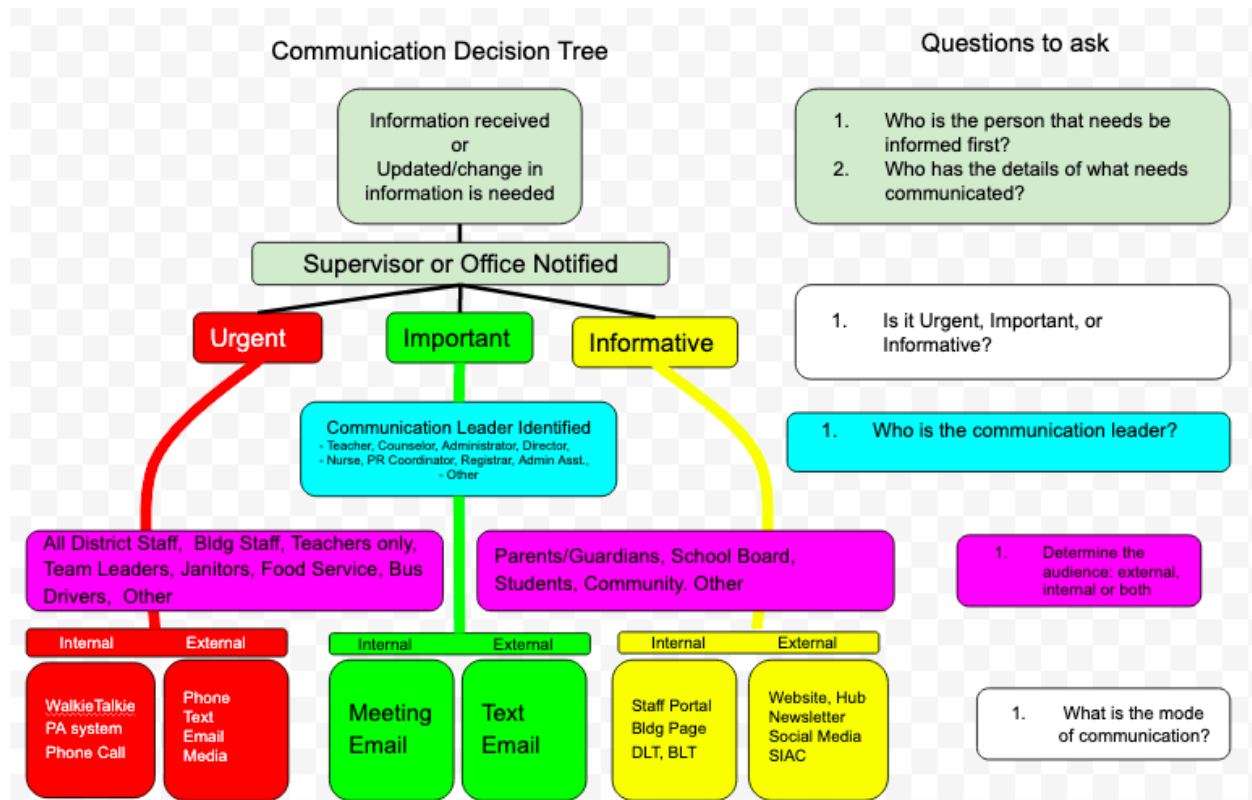 Communication Decision Tree
Questions to ask
Information received
or
Updated/change in
information is needed
1. Who is the person that needs be
informed first?
2. Who has the details of what needs
communicated?
Supervisor or Office Notified
Urgent
Important
Informative
1. Is it Urgent, Important, or
Informative?
Communication Leader Identified
- Teacher, Counselor, Administrator, Director,
- Nurse, PR Coordinator, Registrar, Admin Asst.,
- Other
1. Who is the communication leader?
All District Staff, Bldg Staff, Teachers only,
Team Leaders, Janitors, Food Service, Bus
Drivers, Other
Parents/Guardians, School Board,
Students, Community. Other
1. Determine the
audience: external,
internal or both
Internal External
Internal External
Internal External
WalkieTalkie
PA system
Phone Call
Phone
Text
Email
Media
Meeting
Email
Text
Email
Staff Portal
Bldg Page
DLT, BLT
Website, Hub
Newsletter
Social Media
SIAC
1. What is the mode
of communication?